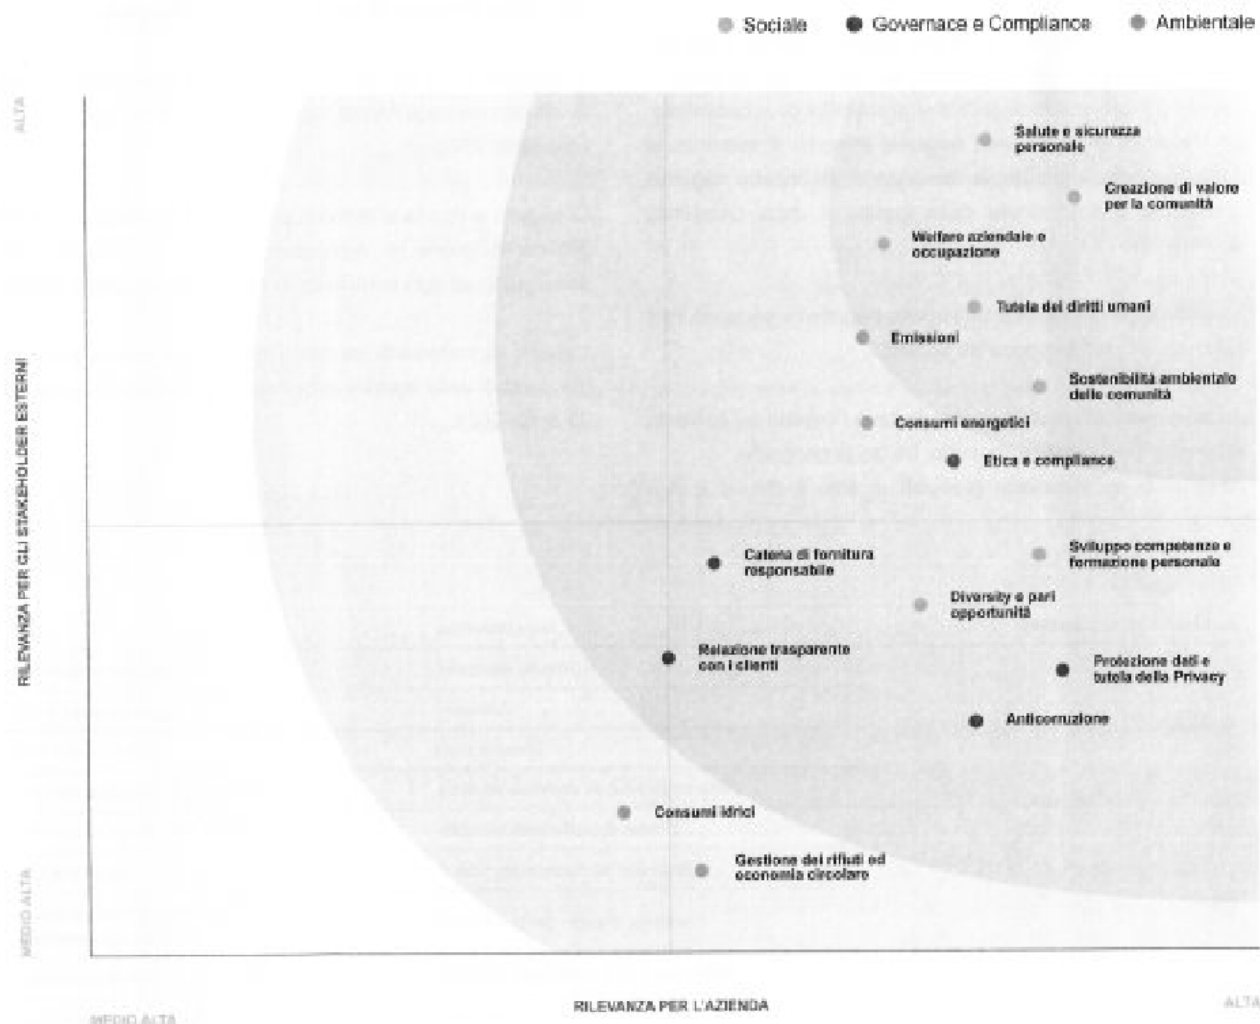 Sociale
Governace e Compliance
Ambientale
ALTA
RILEVANZA PER GLI STAKEHOLDER ESTERNI
MEDIO ALTA
Salute e sicurezza
personale
Creazione di valore
per la comunità
Welfare aziendale e
occupazione
Tutela dei diritti umani
Emissioni
Sostenibilità ambientale
delle comunità
Consumi energetici
Etica e compliance
Catena di fornitura
responsabile
Sviluppo competenze e
formazione personale
Diversity e pari
opportunità
Relazione trasparente
con i clienti
Protezione dati e
tutela della Privacy
Anticorruzione
Consumi idrici
Gestione dei rifiuti ed
economia circolare
MEDIO ALTA
RILEVANZA PER L'AZIENDA
ALTA